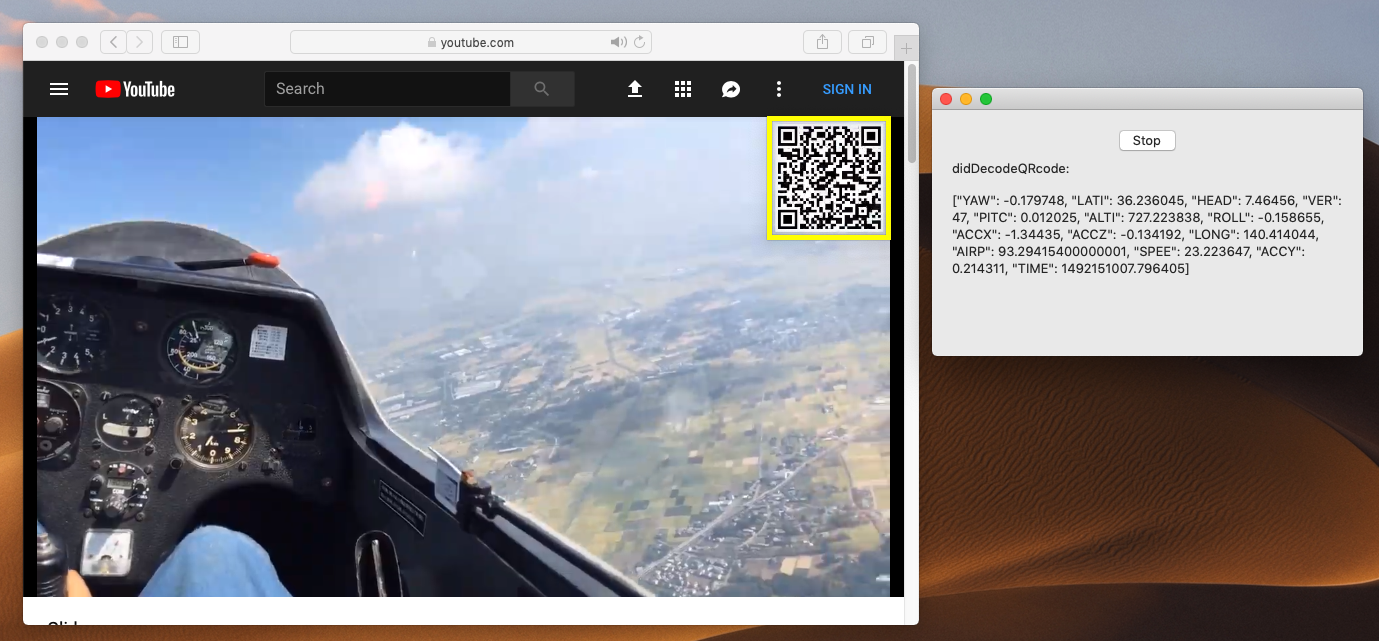 youtube.com
YouTube
Search
SIGN IN
Stop
didDecodeQRcode:
["YAW": -0.179748, "LATI": 36.236045, "HEAD": 7.46456, "VER":
47, "PITC": 0.012025, "ALTI": 727.223838, "ROLL": -0.158655,
"ACCX": -1.34435, "ACCZ": -0.134192, "LONG": 140.414044,
"AIRP": 93.29415400000001, "SPEE": 23.223647, "ACCY":
0.214311, "TIME": 1492151007.796405]